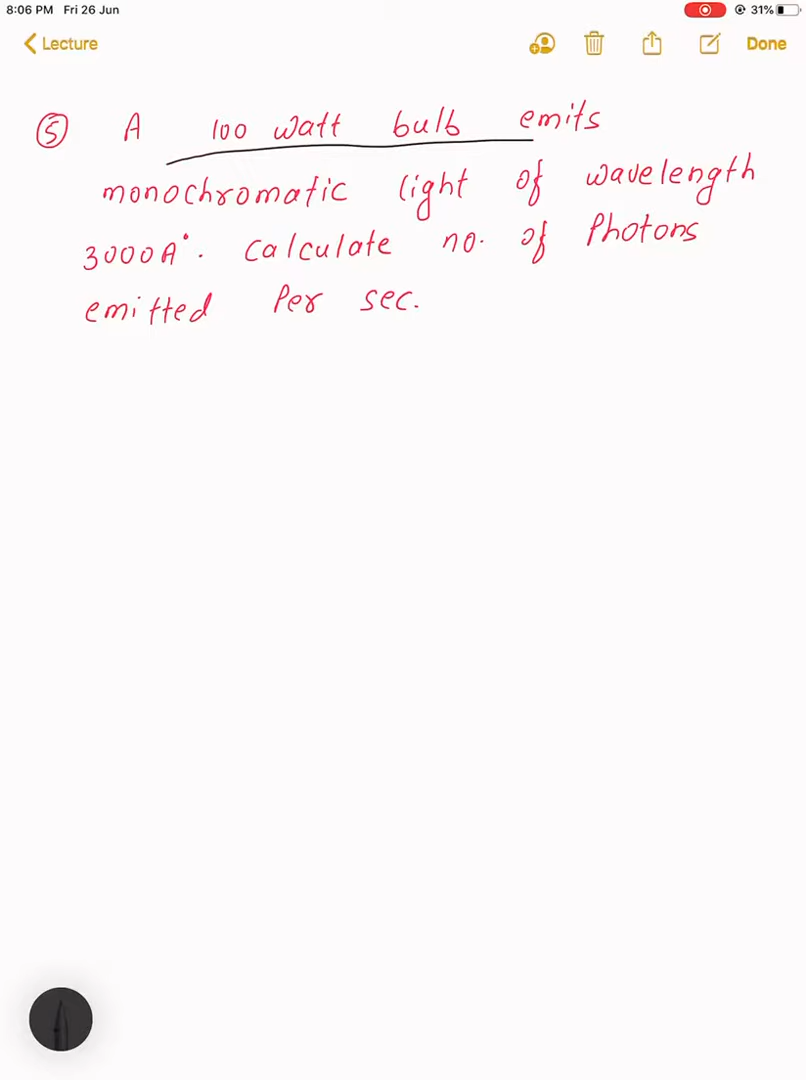 8:06 PM Fri 26 Jun 31%
Lecture Done
⑤ A 100 watt bulb emits
monochromatic light of wavelength
3000A°. Calculate no. of Photons
emitted Per sec.